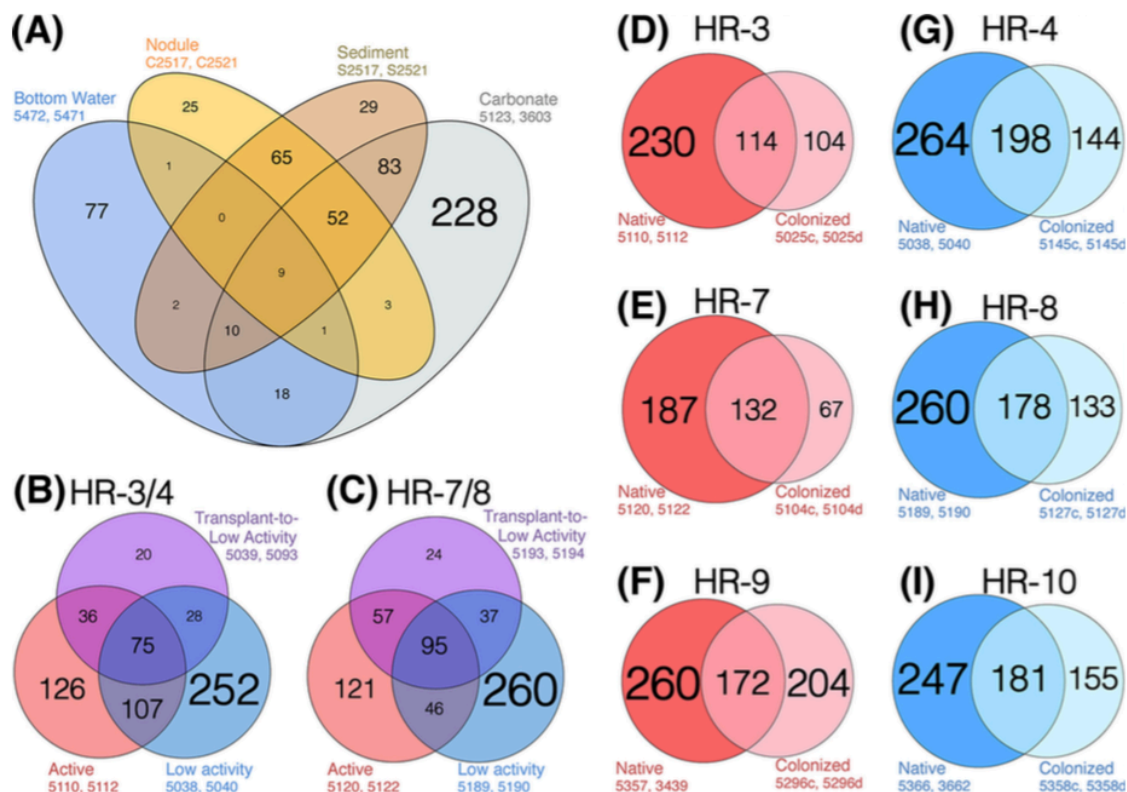 (A)
Nodule
C2517, C2521
Sediment
S2517, S2521
Bottom Water
5472, 5471
Carbonate
5123, 3603
25
29
1
65
83
77
0
52
228
9
2
10
1
3
18
(B) HR-3/4
Transplant-to-
Low Activity
5039, 5093
20
36
28
75
126
252
107
Active
5110, 5112
Low activity
5038, 5040
(C) HR-7/8
Transplant-to-
Low Activity
5193, 5194
24
57
37
95
121
260
46
Active
5120, 5122
Low activity
5189, 5190
(D) HR-3
230
114
104
Native
5110, 5112
Colonized
5025c, 5025d
(E) HR-7
187
132
67
Native
5120, 5122
Colonized
5104c, 5104d
(F) HR-9
260
172
204
Native
5357, 3439
Colonized
5296c, 5296d
(G) HR-4
264
198
144
Native
5038, 5040
Colonized
5145c, 5145d
(H) HR-8
260
178
133
Native
5189, 5190
Colonized
5127c, 5127d
(I) HR-10
247
181
155
Native
5366, 3662
Colonized
5358c, 5358d